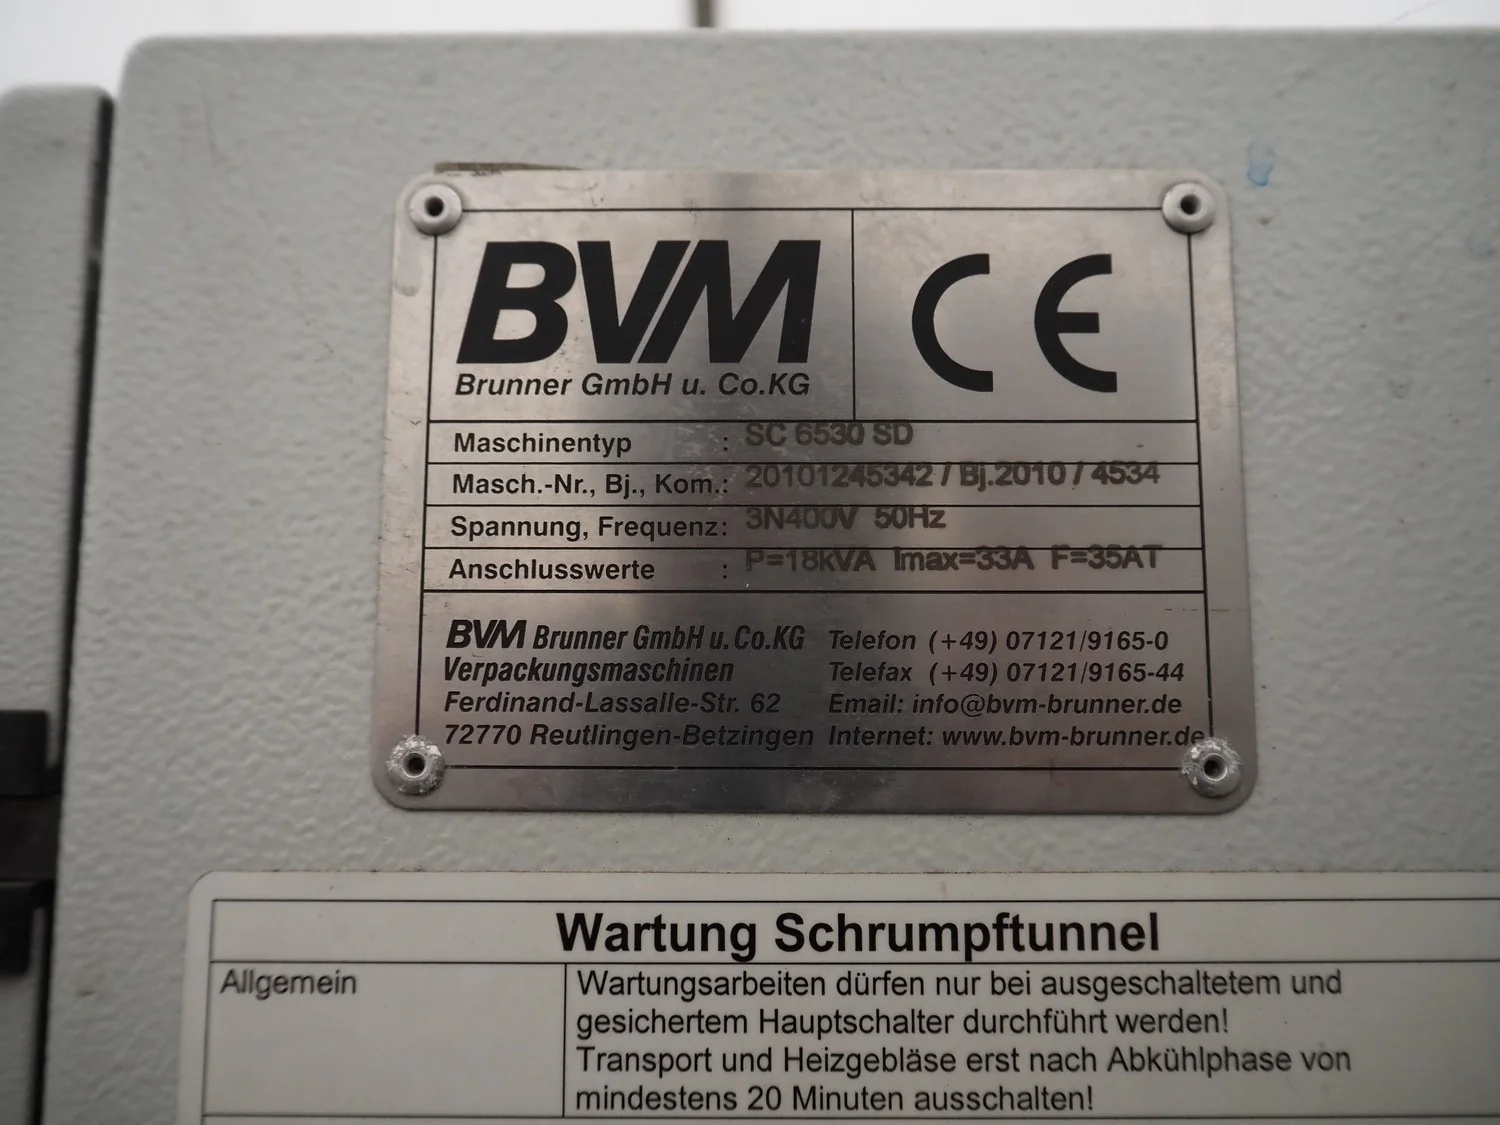 BVM
Brunner GmbH u. Co.KG
CE
Maschinentyp : SC 6530 SD
Masch.-Nr., Bj., Kom.: 20101245342 / Bj.2010 / 4534
Spannung, Frequenz: 3N400V 50Hz
Anschlusswerte : P=18kVA Imax=33A F=35AT
BVM Brunner GmbH u. Co.KG Telefon (+49) 07121/9165-0
Verpackungsmaschinen Telefax (+49) 07121/9165-44
Ferdinand-Lassalle-Str. 62 Email: info@bvm-brunner.de
72770 Reutlingen-Betzingen Internet: www.bvm-brunner.de
Wartung Schrumpftunnel
Allgemein Wartungsarbeiten dürfen nur bei ausgeschaltetem und
gesichertem Hauptschalter durchführt werden!
Transport und Heizgebläse erst nach Abkühlphase von
mindestens 20 Minuten ausschalten!